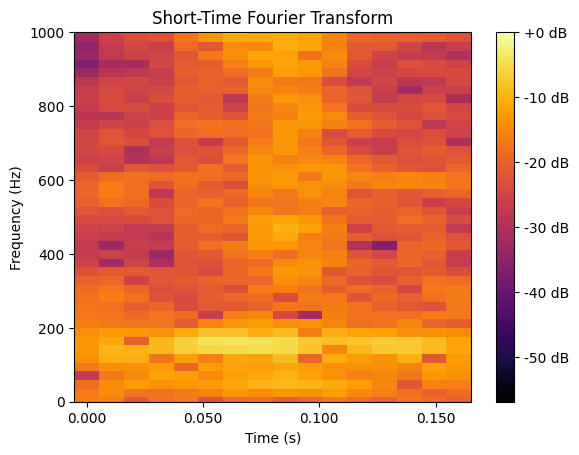 Short-Time Fourier Transform
1000
800
600
400
200
0
Frequency (Hz)
0.000
0.050
0.100
0.150
Time (s)
+0 dB
-10 dB
-20 dB
-30 dB
-40 dB
-50 dB